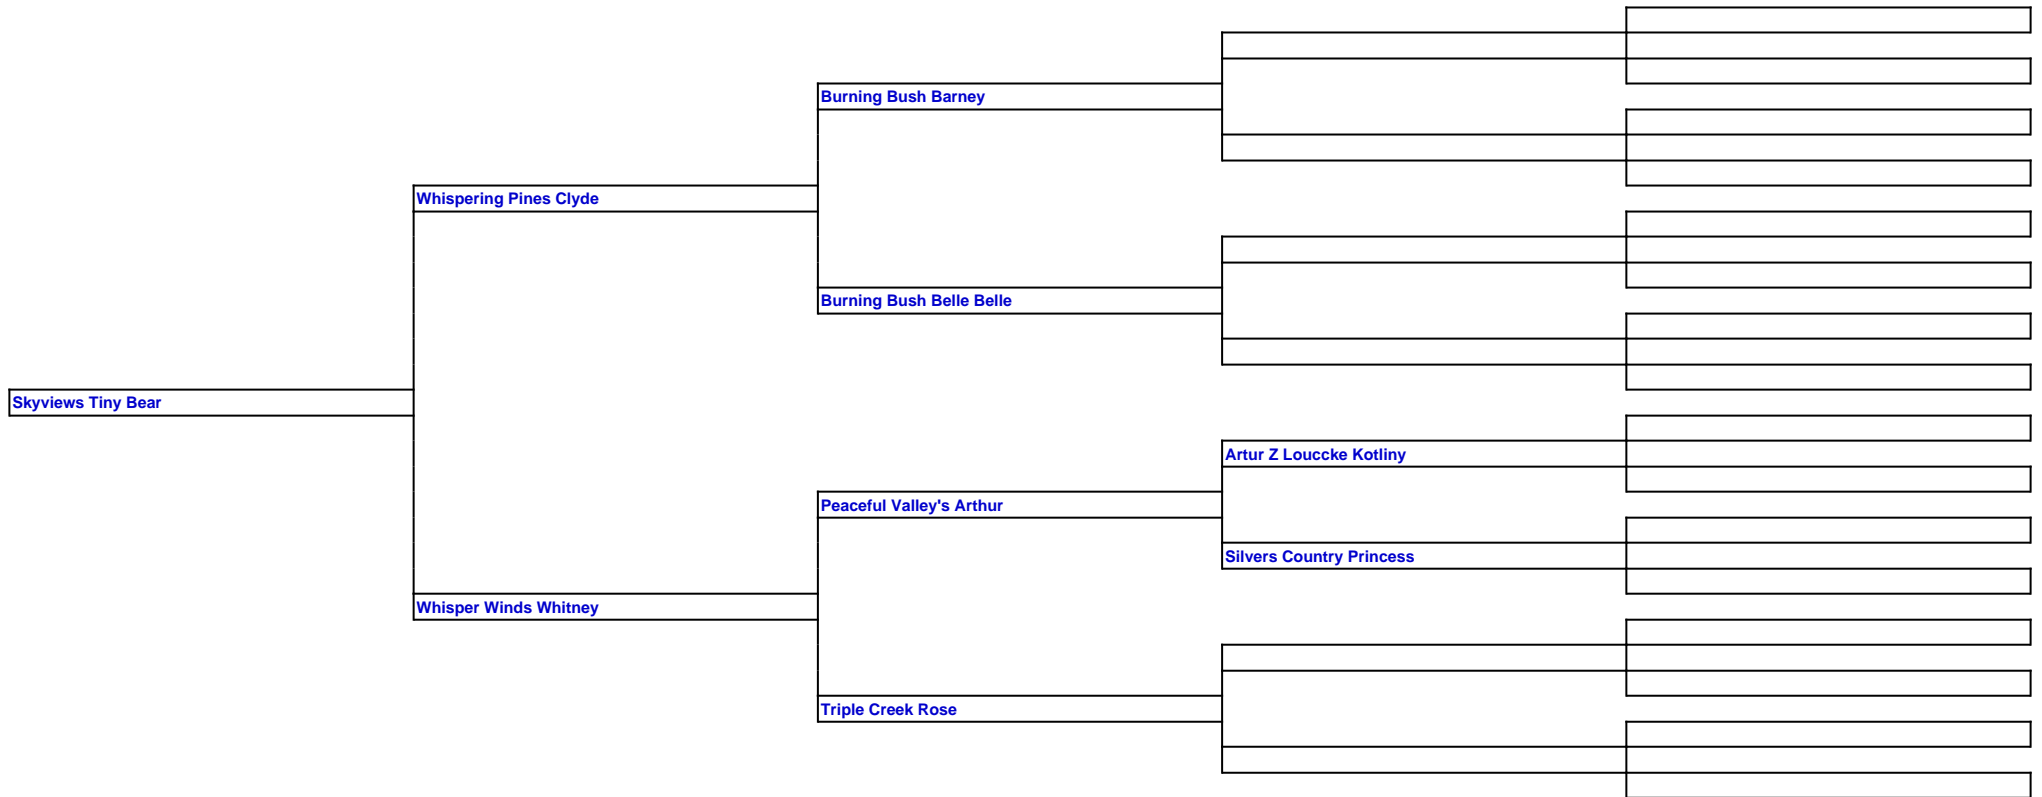 Burning Bush Barney
Whispering Pines Clyde
Burning Bush Belle Belle
Skyviews Tiny Bear
Artur Z Louccke Kotliny
Peaceful Valley's Arthur
Silvers Country Princess
Whisper Winds Whitney
Triple Creek Rose